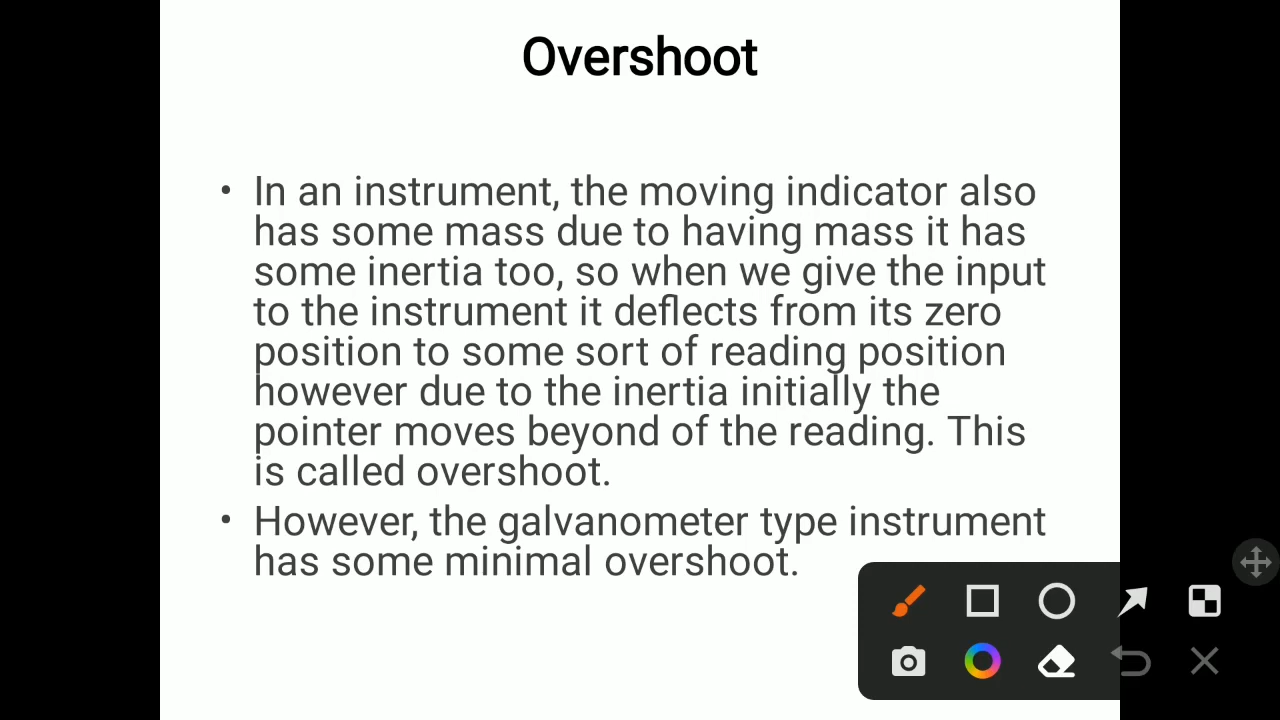 Overshoot
• In an instrument, the moving indicator also
has some mass due to having mass it has
some inertia too, so when we give the input
to the instrument it deflects from its zero
position to some sort of reading position
however due to the inertia initially the
pointer moves beyond of the reading. This
is called overshoot.
• However, the galvanometer type instrument
has some minimal overshoot.